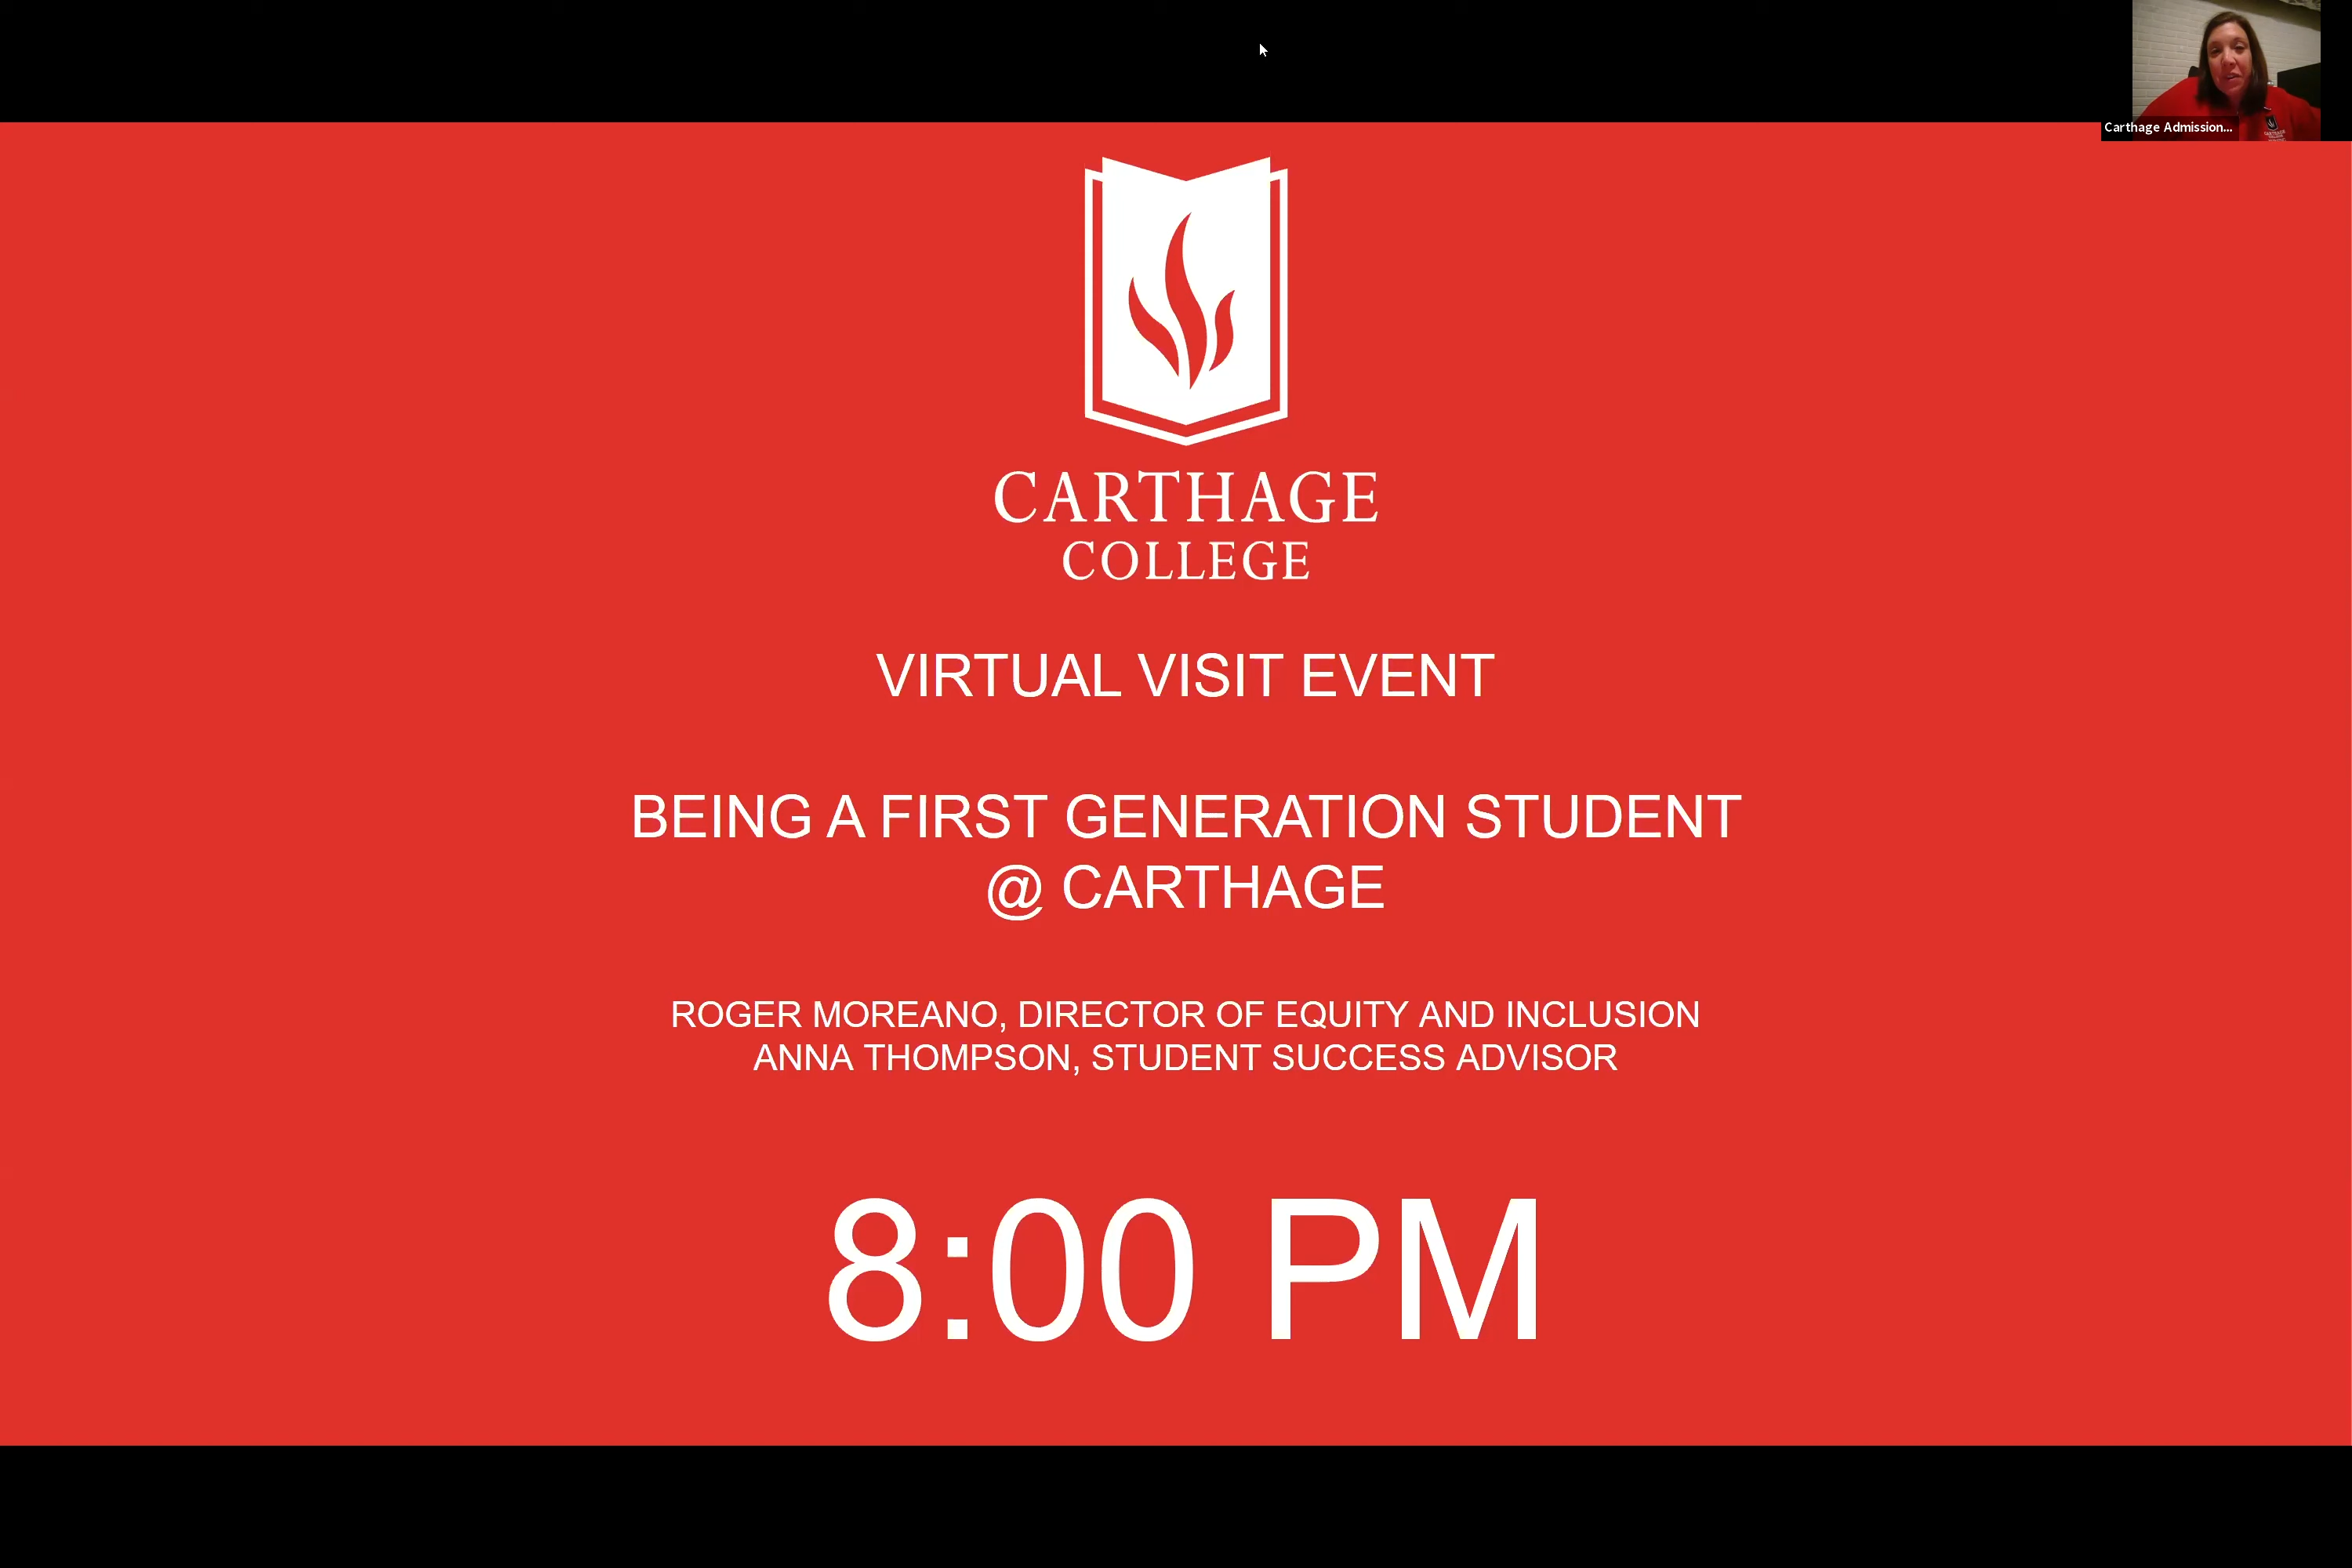 Carthage Admission...
CARTHAGE
COLLEGE
VIRTUAL VISIT EVENT
BEING A FIRST GENERATION STUDENT
@ CARTHAGE
ROGER MOREANO, DIRECTOR OF EQUITY AND INCLUSION
ANNA THOMPSON, STUDENT SUCCESS ADVISOR
8:00 PM